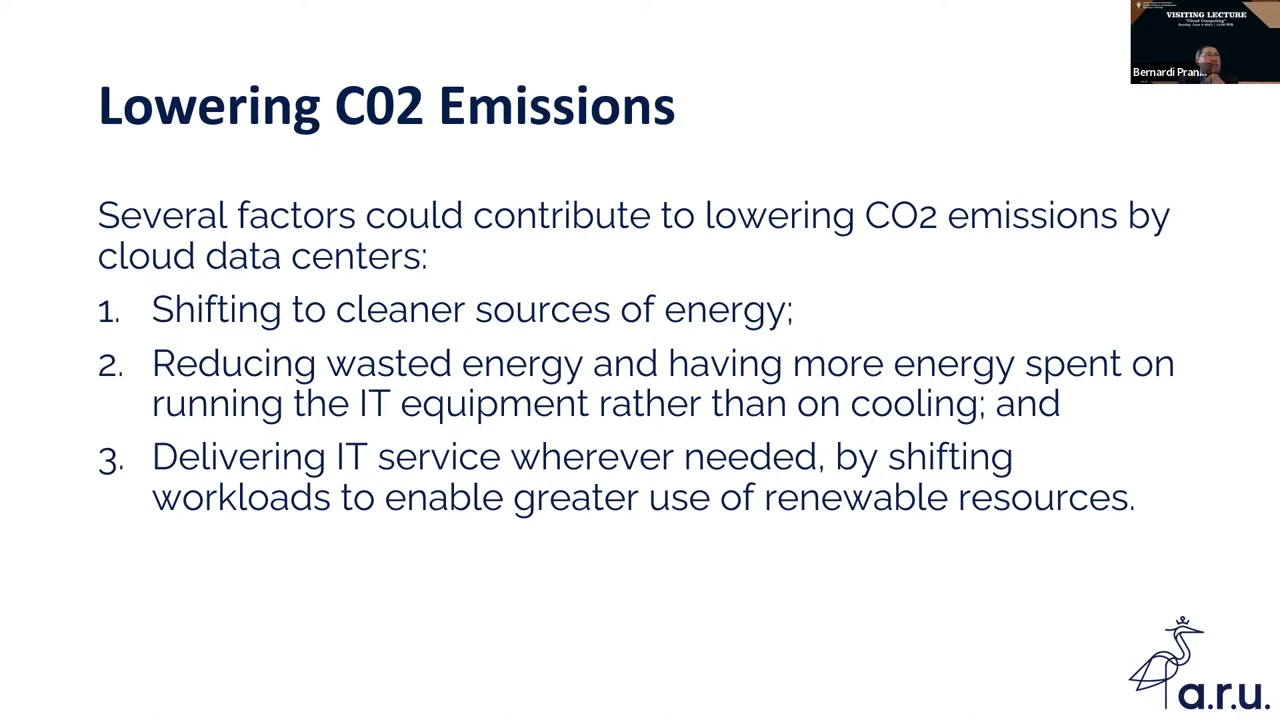 VISITING LECTURE
"Cloud Computing"
Bernardi Pran...
Lowering C02 Emissions
Several factors could contribute to lowering CO2 emissions by
cloud data centers:
1. Shifting to cleaner sources of energy;
2. Reducing wasted energy and having more energy spent on
running the IT equipment rather than on cooling; and
3. Delivering IT service wherever needed, by shifting
workloads to enable greater use of renewable resources.
a.r.u.